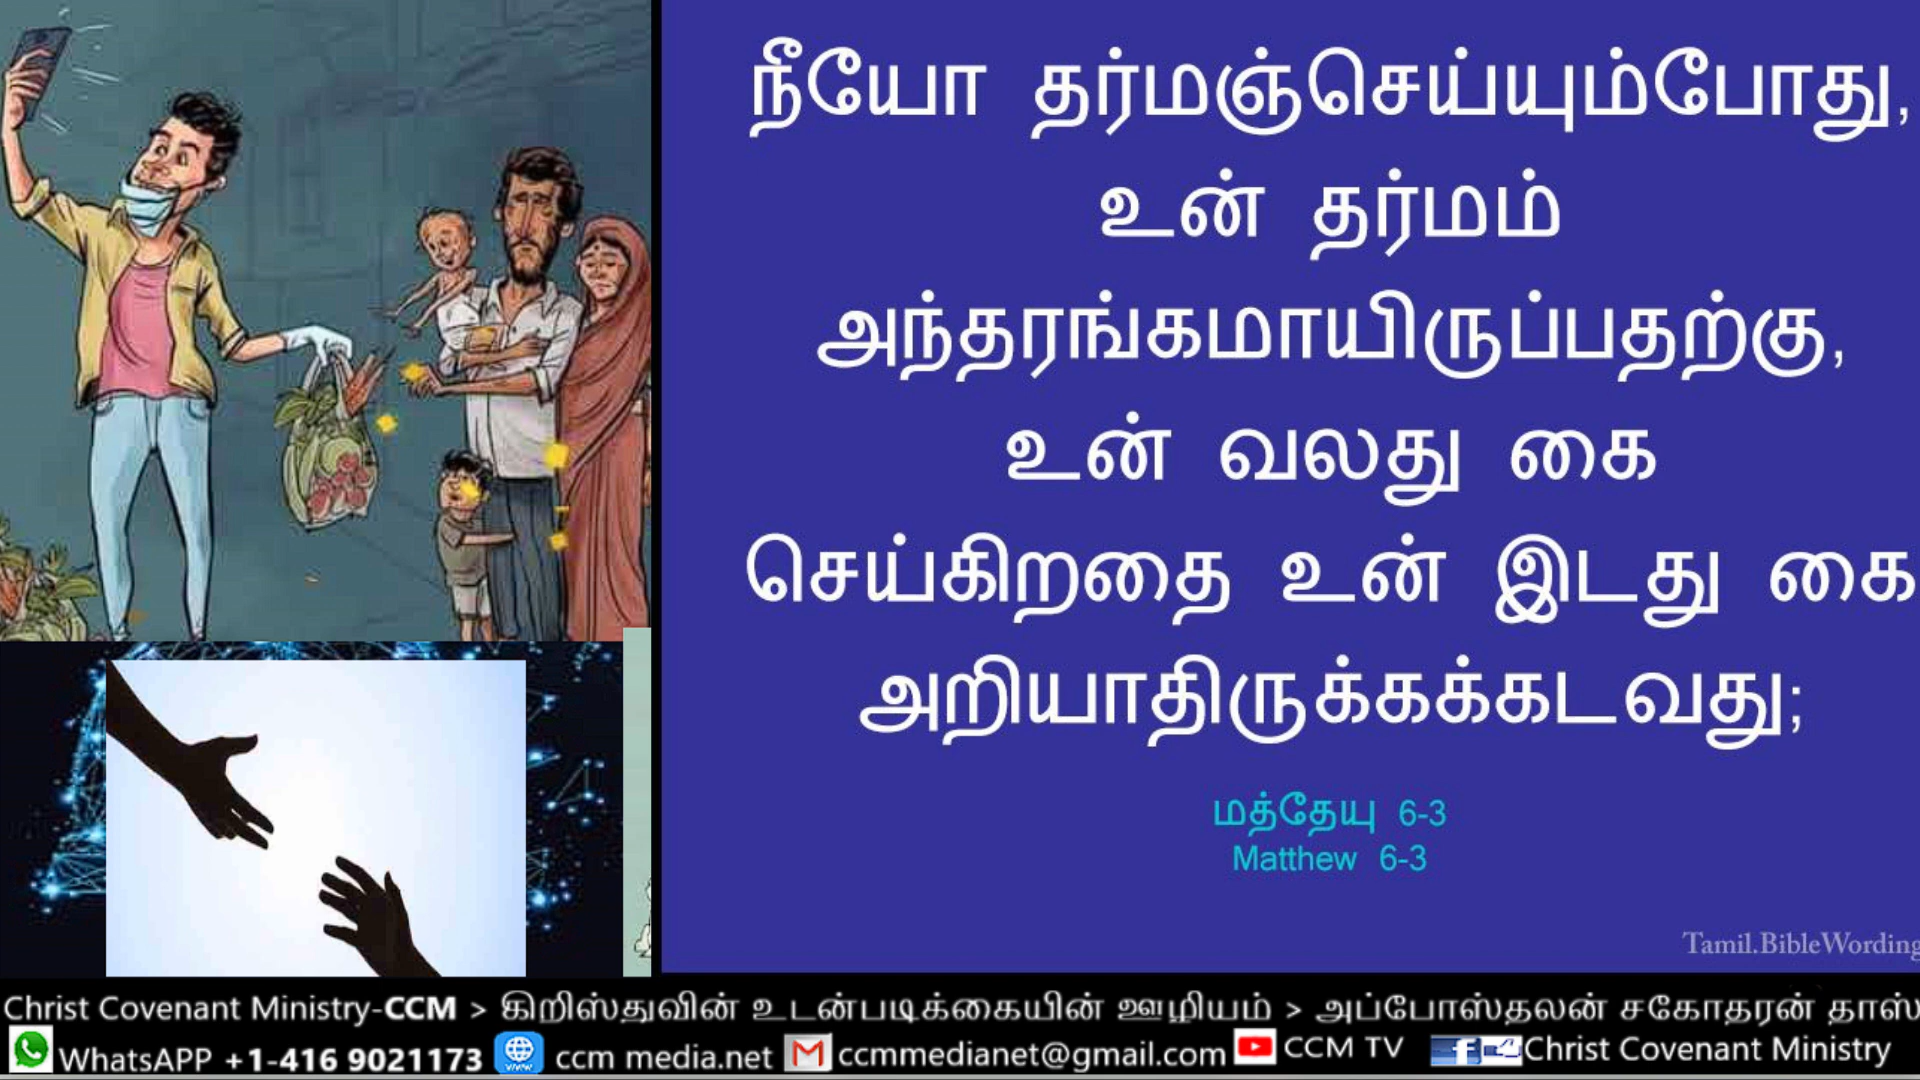 நீயோ தர்மஞ்செய்யும்போது,
உன் தர்மம்
அந்தரங்கமாயிருப்பதற்கு,
உன் வலது கை
செய்கிறதை உன் இடது கை
அறியாதிருக்கக்கடவது;
மத்தேயு 6-3
Matthew 6-3
Tamil.BibleWording
Christ Covenant Ministry-CCM > கிறிஸ்துவின் உடன்படிக்கையின் ஊழியம் > அப்போஸ்தலன் சகோதரன் தாஸ்
WhatsAPP +1-416 9021173 www ccm media.net ccmmedianet@gmail.com CCM TV f Christ Covenant Ministry